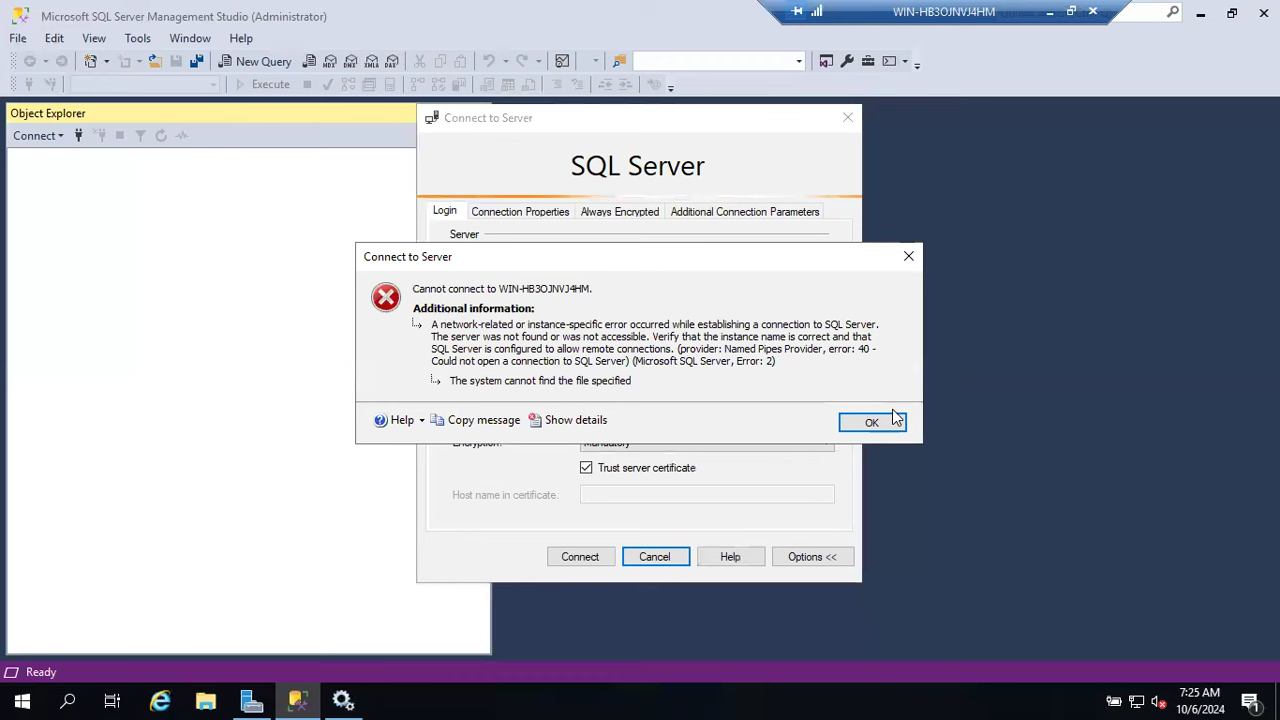 Microsoft SQL Server Management Studio (Administrator)
WIN-HB3OJNVJ4HM
File Edit View Tools Window Help
New Query
Execute
Object Explorer
Connect
Connect to Server
SQL Server
Login Connection Properties Always Encrypted Additional Connection Parameters
Server
Connect to Server
Cannot connect to WIN-HB3OJNVJ4HM.
Additional information:
A network-related or instance-specific error occurred while establishing a connection to SQL Server.
The server was not found or was not accessible. Verify that the instance name is correct and that
SQL Server is configured to allow remote connections. (provider: Named Pipes Provider, error: 40 -
Could not open a connection to SQL Server) (Microsoft SQL Server, Error: 2)
The system cannot find the file specified
Help Copy message Show details OK
Encryption: Mandatory
Trust server certificate
Host name in certificate:
Connect Cancel Help Options <<
Ready
7:25 AM
10/6/2024
1